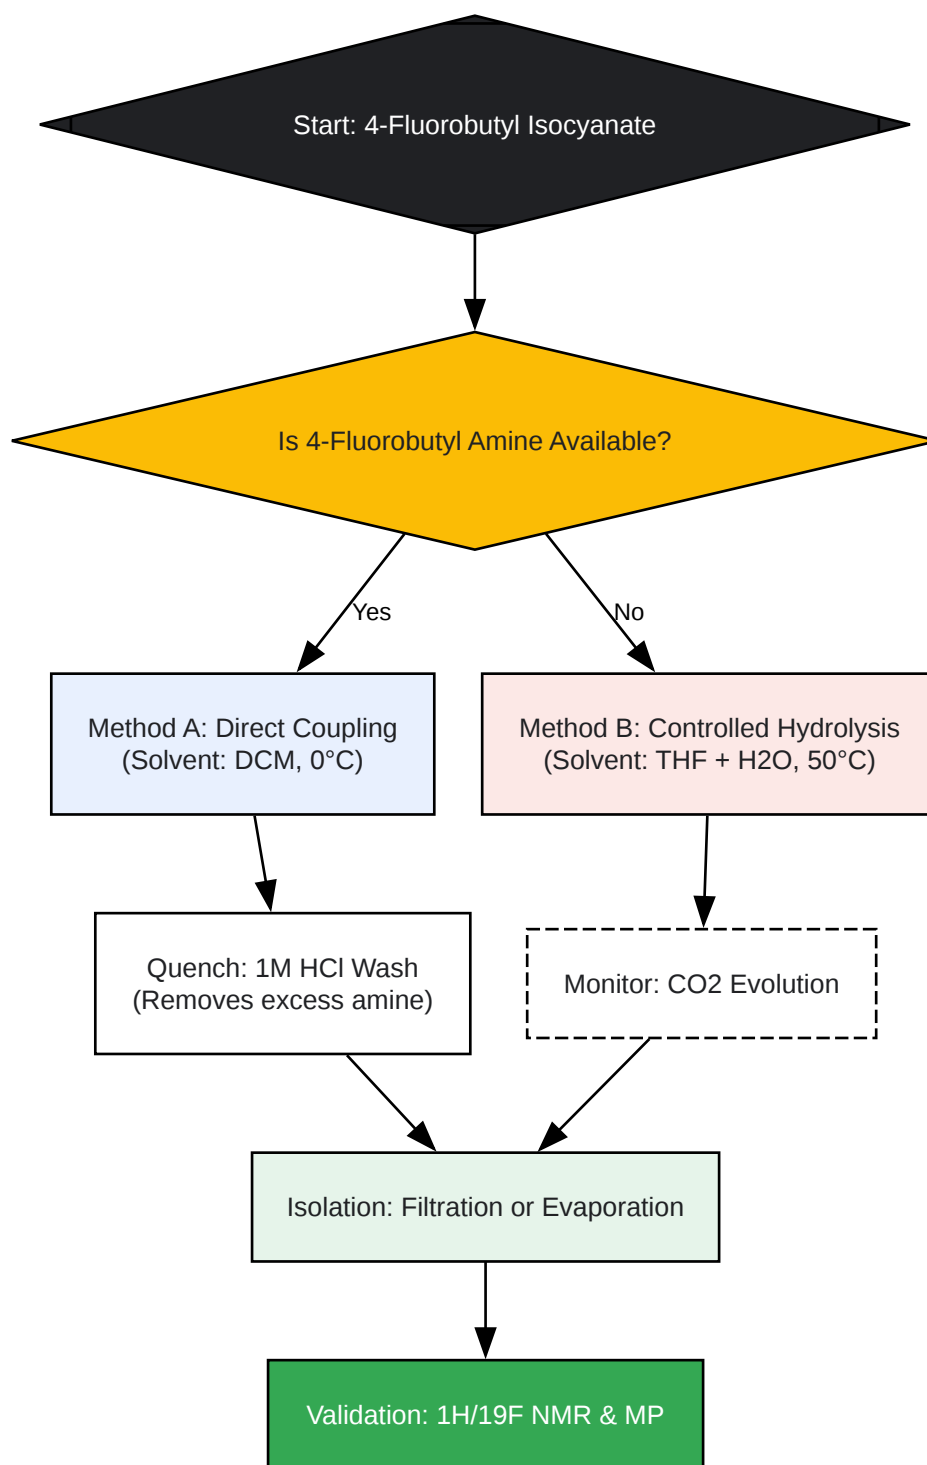 Start: 4-Fluorobutyl Isocyanate
Is 4-Fluorobutyl Amine Available?
Yes
No
Method A: Direct Coupling
(Solvent: DCM, 0°C)
Method B: Controlled Hydrolysis
(Solvent: THF + H2O, 50°C)
Quench: 1M HCl Wash
(Removes excess amine)
Monitor: CO2 Evolution
Isolation: Filtration or Evaporation
Validation: 1H/19F NMR & MP